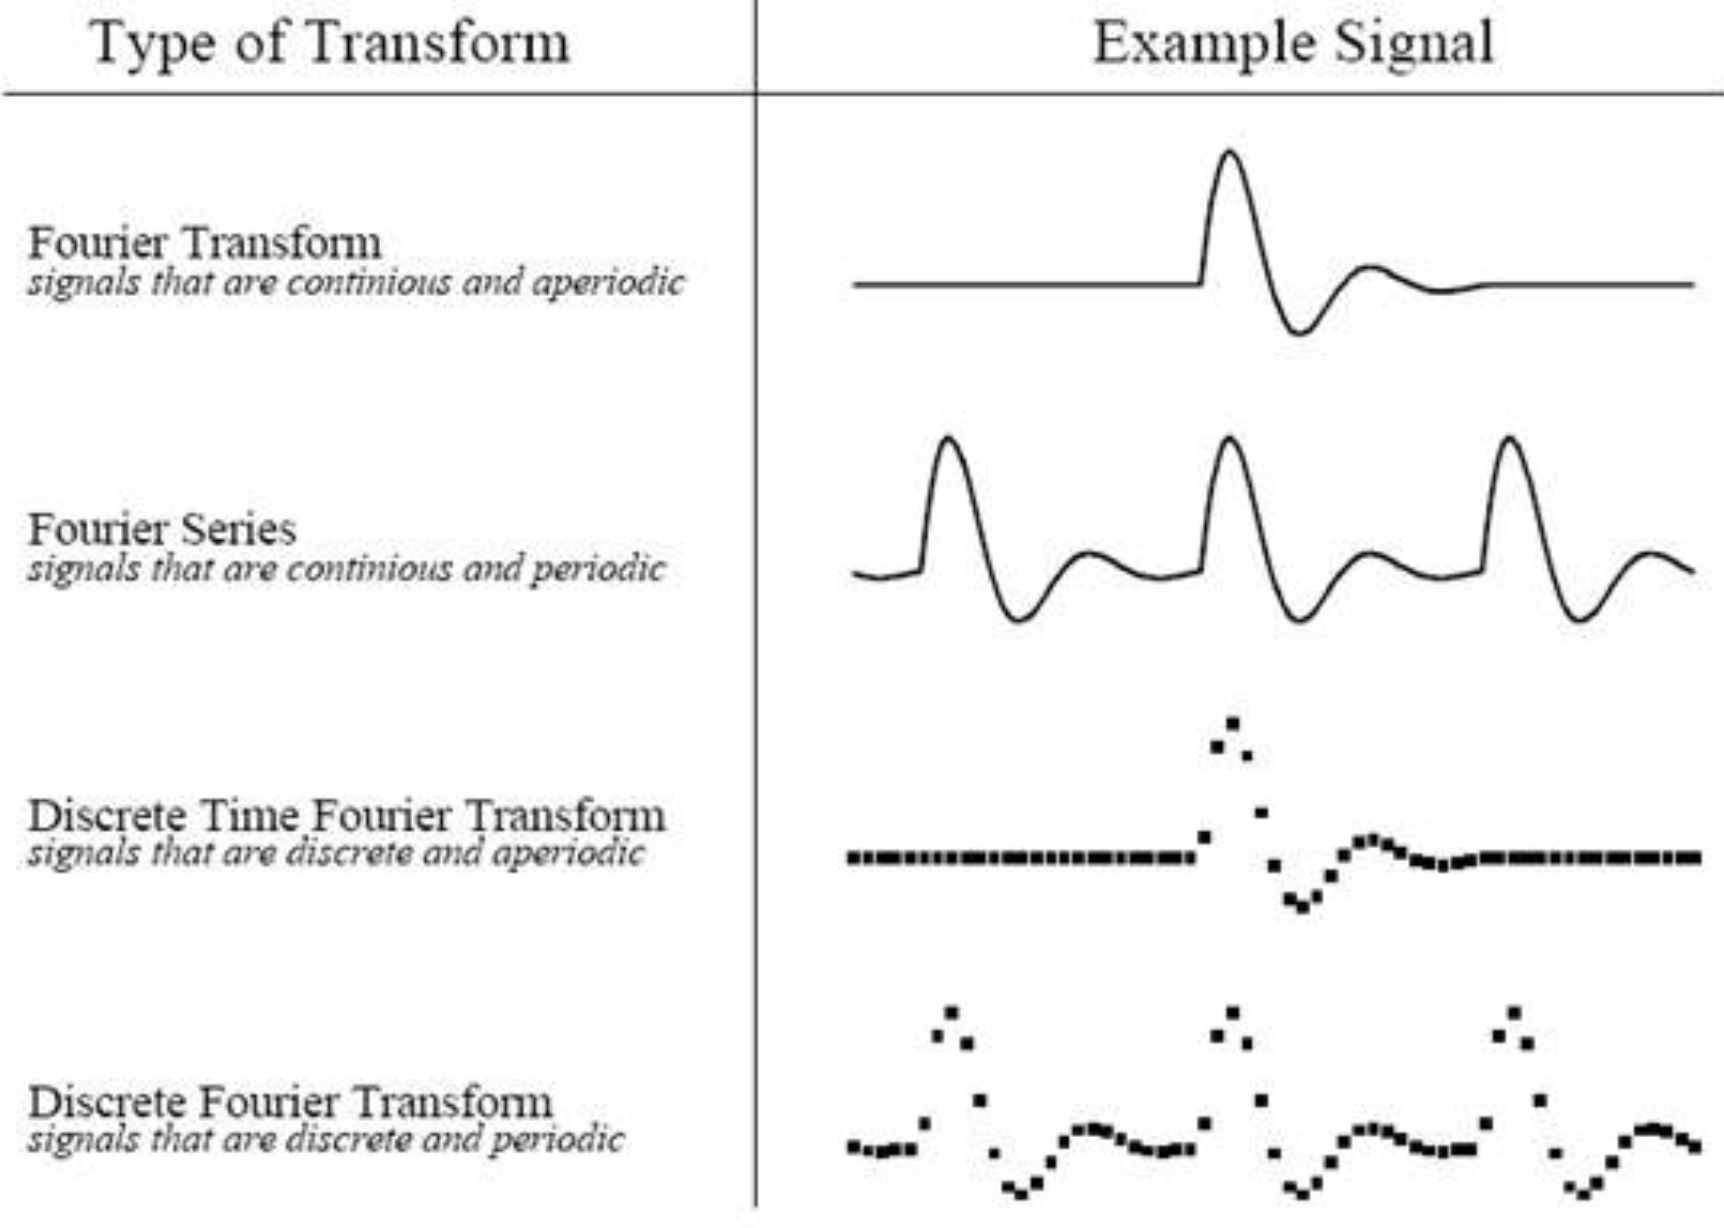 Type of Transform
Example Signal
Fourier Transform
signals that are continious and aperiodic
Fourier Series
signals that are continious and periodic
Discrete Time Fourier Transform
signals that are discrete and aperiodic
Discrete Fourier Transform
signals that are discrete and periodic